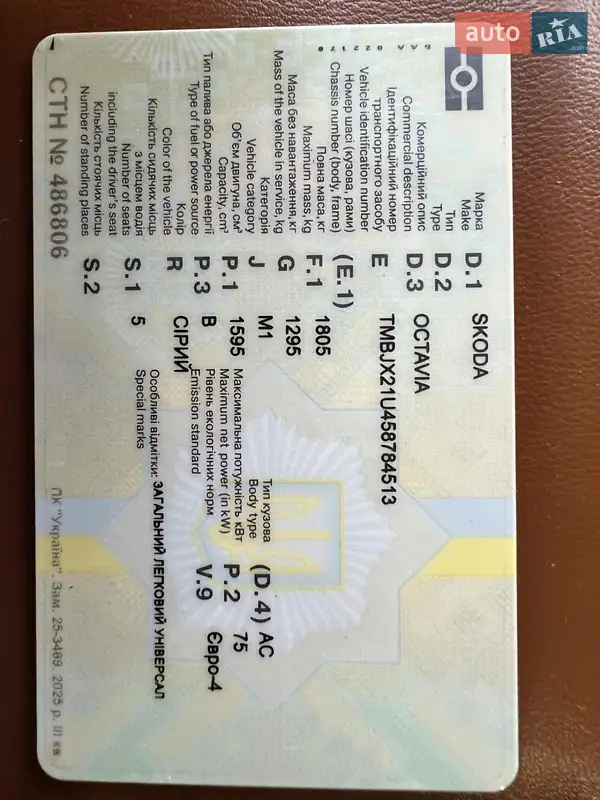 auto RIA
.com
Марка
Make D.1 SKODA
Тип
Type D.2
Комерційний опис
Commercial description D.3 OCTAVIA
Ідентифікаційний номер
транспортного засобу
Vehicle identification number E TMBJX21U458784513
Номер шасі (кузова, рами)
Chassis number (body, frame) (E.1)
Повна маса, кг
Maximum mass, kg F.1 1805
Маса без навантаження, кг
Mass of the vehicle in service, kg G 1295
Категорія Тип кузова
Vehicle category J M1 Body type (D.4) AC
Об'єм двигуна, см³ Максимальна потужність кВт
Capacity, cm³ P.1 1595 Maximum net power (in kW) P.2 75
Тип палива або джерела енергії Рівень екологічних норм
Type of fuel or power source P.3 B Emission standard V.9 Євро-4
Колір
Color of the vehicle R СІРИЙ
Кількість сидячих місць
з місцем водія Особливі відмітки: ЗАГАЛЬНИЙ ЛЕГКОВИЙ УНІВЕРСАЛ
Number of seats S.1 5 Special marks
including the driver's seat
Кількість стоячих місць
Number of standing places S.2
СТН № 486806
ПК "Україна". Зам. 25-3489. 2025 р. III кв